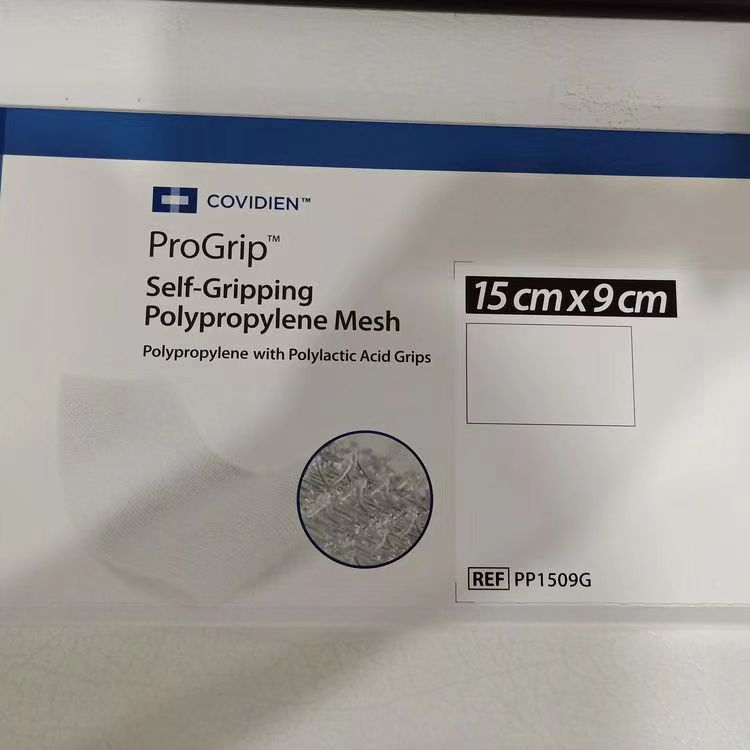 COVIDIEN™
ProGrip™
Self-Gripping
Polypropylene Mesh
Polypropylene with Polylactic Acid Grips
15 cm x 9 cm
REF PP1509G